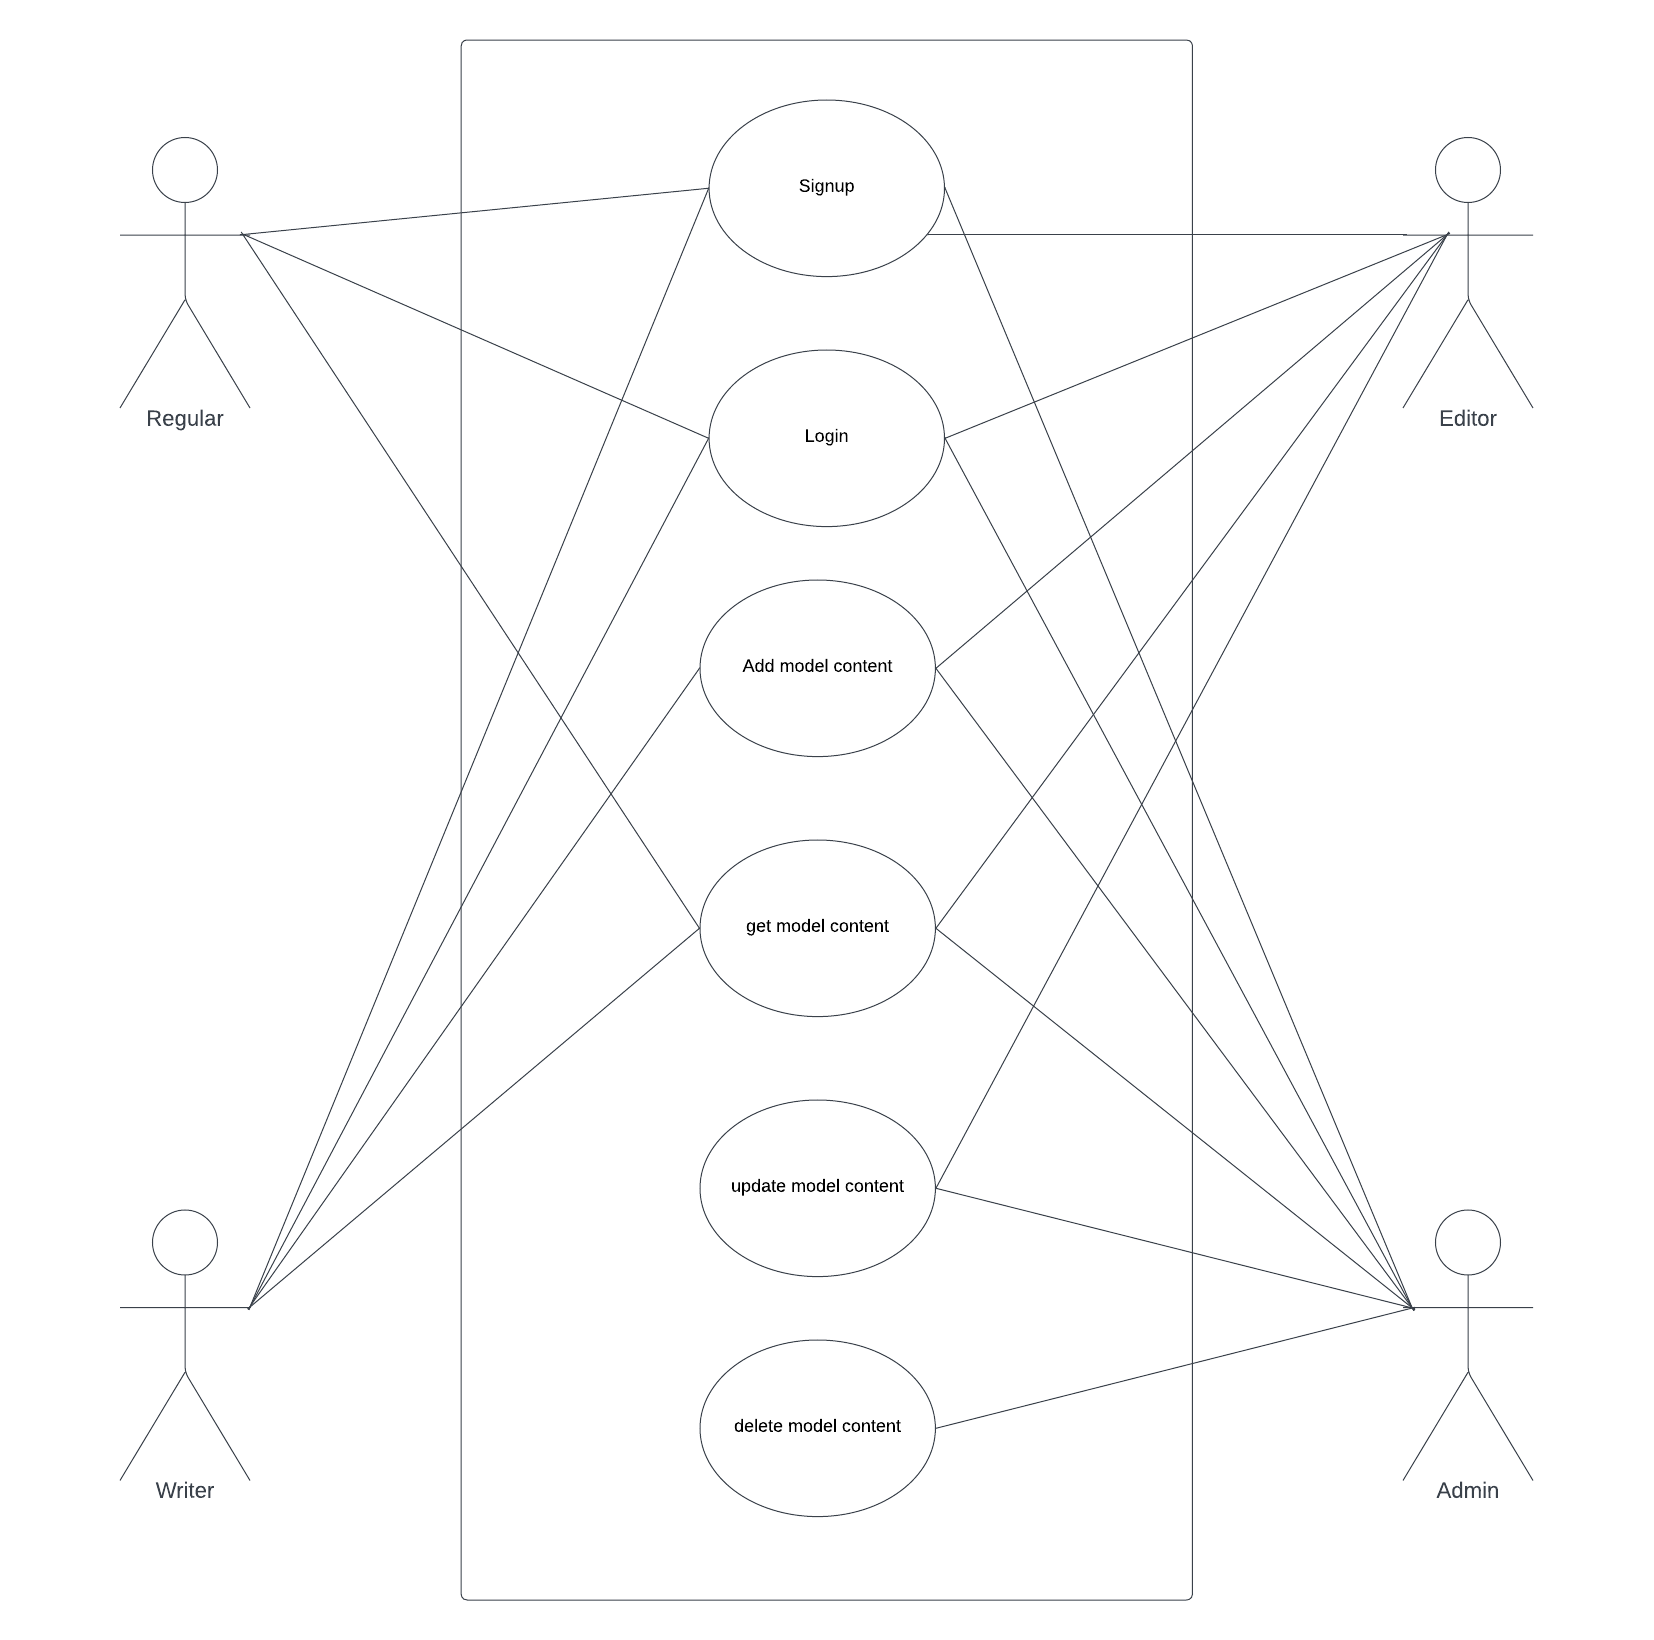 Signup
Regular
Editor
Login
Add model content
get model content
update model content
delete model content
Writer
Admin